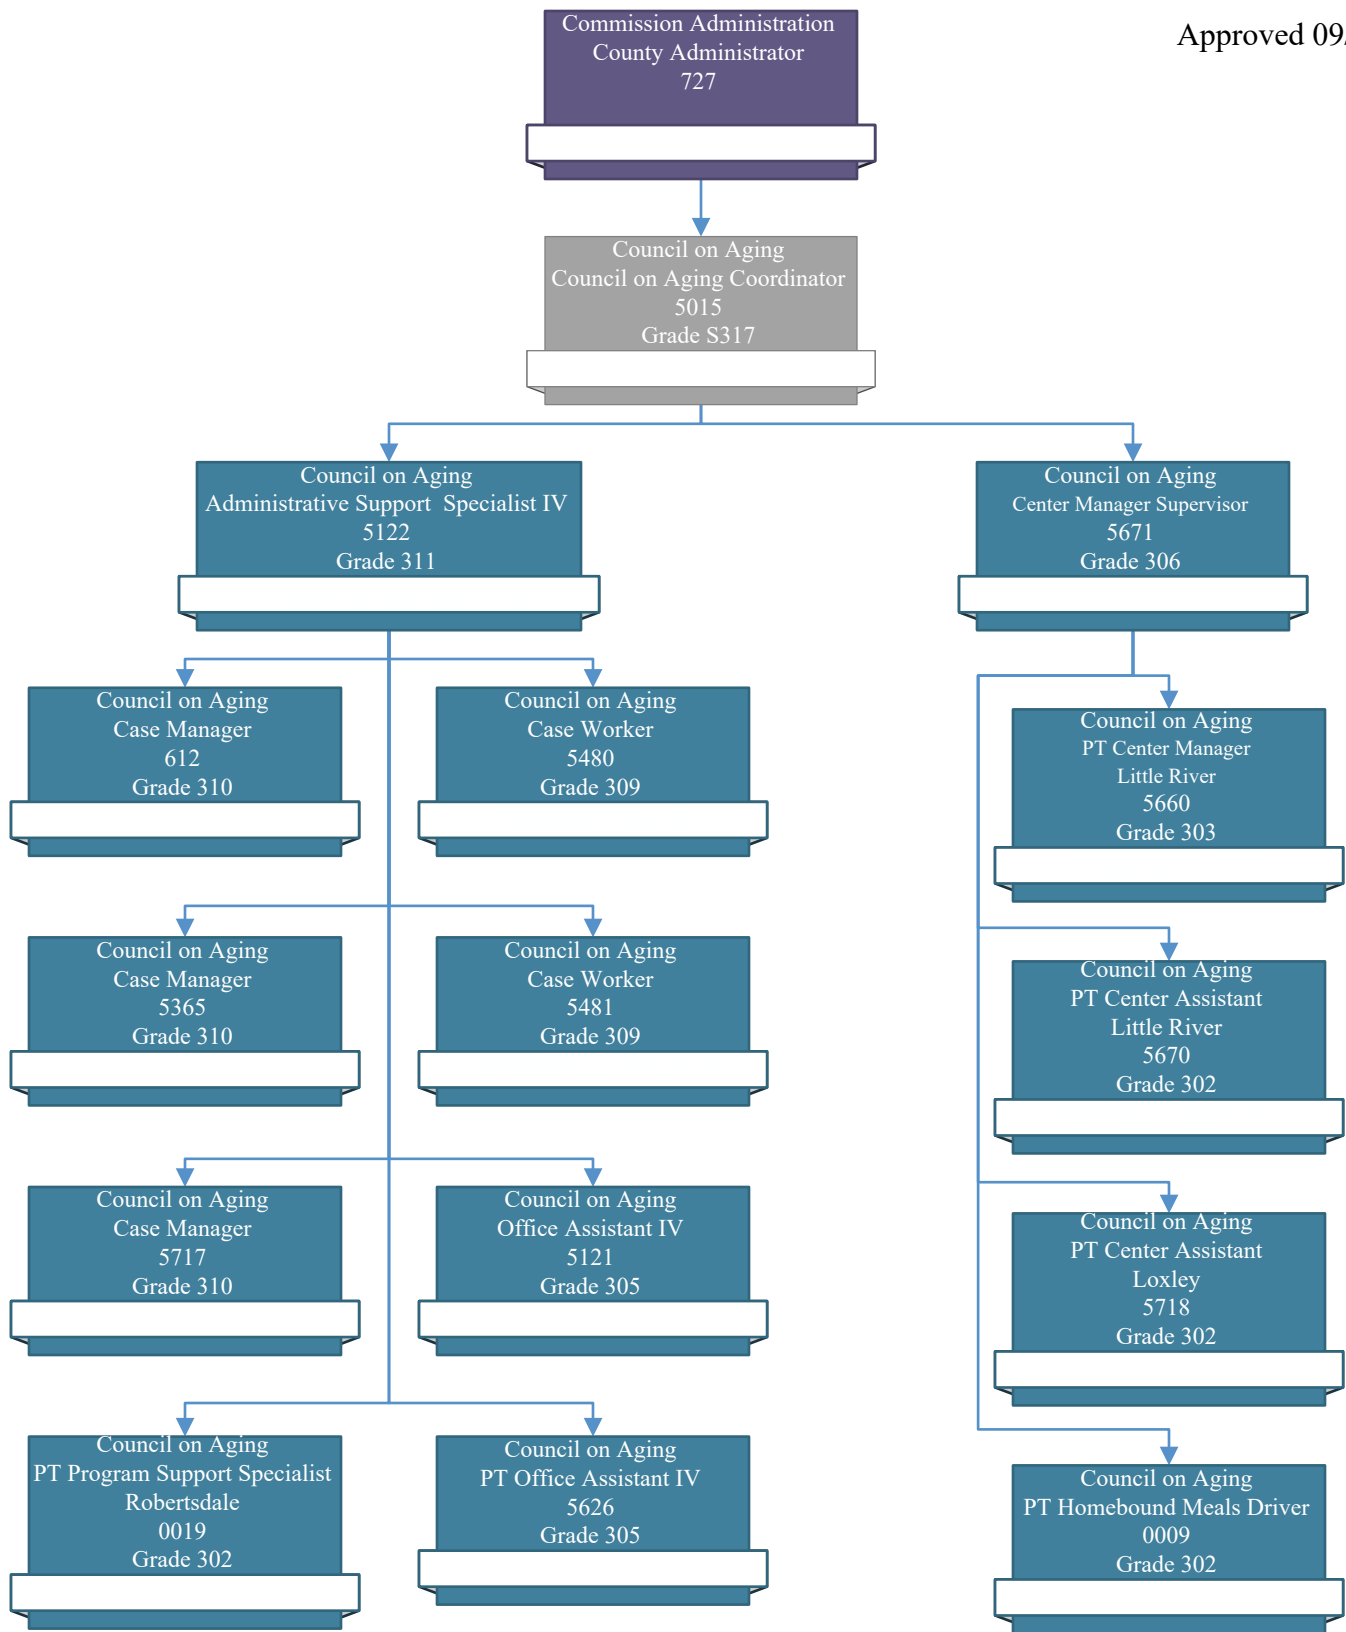 Commission Administration
County Administrator
727
Approved 09
Council on Aging
Council on Aging Coordinator
5015
Grade S317
Council on Aging
Administrative Support Specialist IV
5122
Grade 311
Council on Aging
Center Manager Supervisor
5671
Grade 306
Council on Aging
Case Manager
612
Grade 310
Council on Aging
Case Worker
5480
Grade 309
Council on Aging
PT Center Manager
Little River
5660
Grade 303
Council on Aging
Case Manager
5365
Grade 310
Council on Aging
Case Worker
5481
Grade 309
Council on Aging
PT Center Assistant
Little River
5670
Grade 302
Council on Aging
Case Manager
5717
Grade 310
Council on Aging
Office Assistant IV
5121
Grade 305
Council on Aging
PT Center Assistant
Loxley
5718
Grade 302
Council on Aging
PT Program Support Specialist
Robertsdale
0019
Grade 302
Council on Aging
PT Office Assistant IV
5626
Grade 305
Council on Aging
PT Homebound Meals Driver
0009
Grade 302